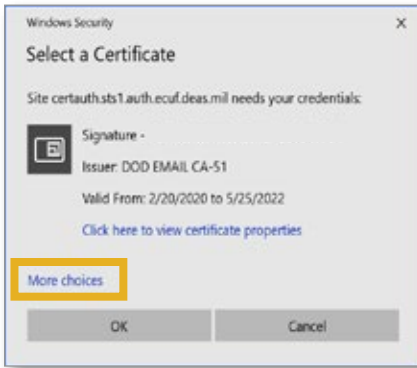 Windows Security
Select a Certificate
Site certauth.sts1.auth.ecuf.deas.mil needs your credentials:
Signature -
Issuer: DOD EMAIL CA-51
Valid From: 2/20/2020 to 5/25/2022
Click here to view certificate properties
More choices
OK Cancel